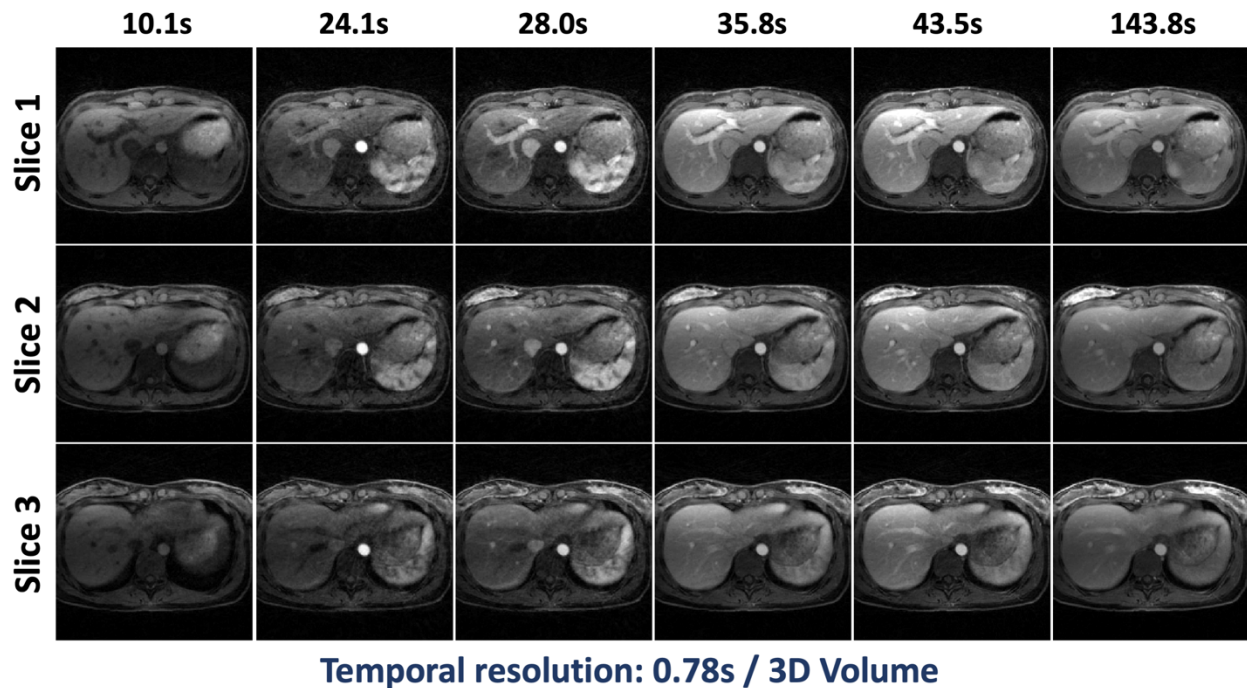 10.1s 24.1s 28.0s 35.8s 43.5s 143.8s
Slice 1
Slice 2
Slice 3
Temporal resolution: 0.78s / 3D Volume